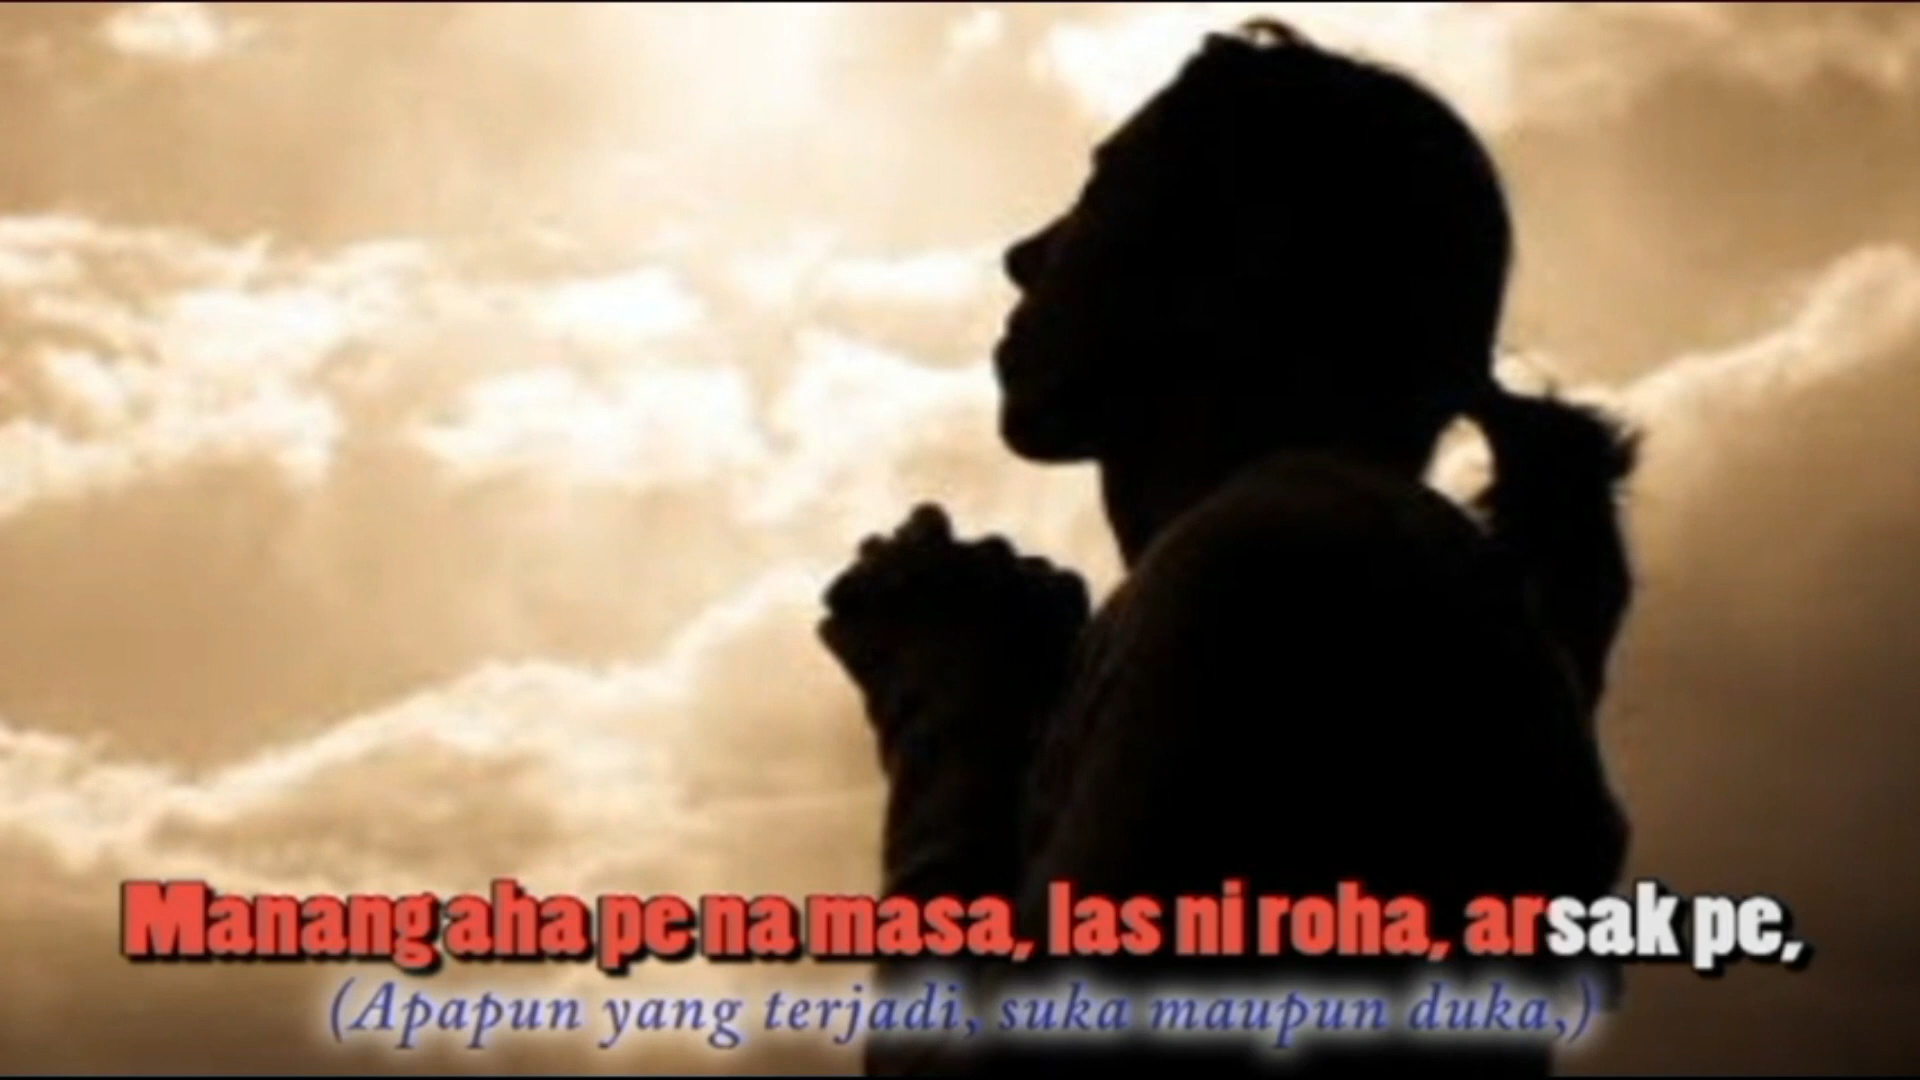 Manang aha pe na masa, las ni roha, arsak pe,
(Apapun yang terjadi, suka maupun duka,)